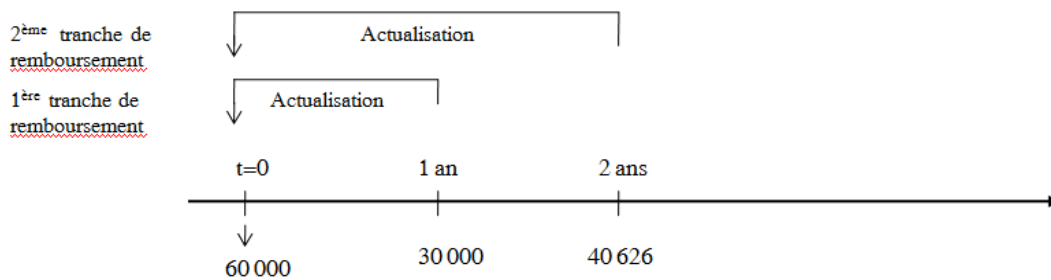 2ème tranche de
remboursement
Actualisation
1ère tranche de
remboursement
Actualisation
t=0 1 an 2 ans
60 000 30 000 40 626